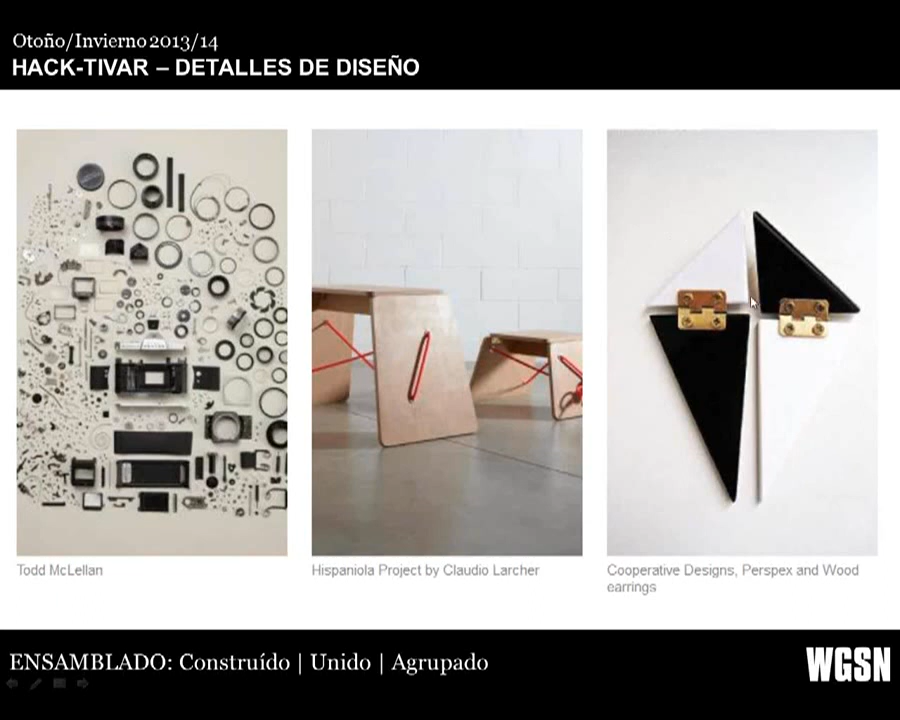 Otoño/Invierno 2013/14
HACK-TIVAR – DETALLES DE DISEÑO
Todd McLellan
Hispaniola Project by Claudio Larcher
Cooperative Designs, Perspex and Wood
earrings
ENSAMBLADO: Construído | Unido | Agrupado
WGSN